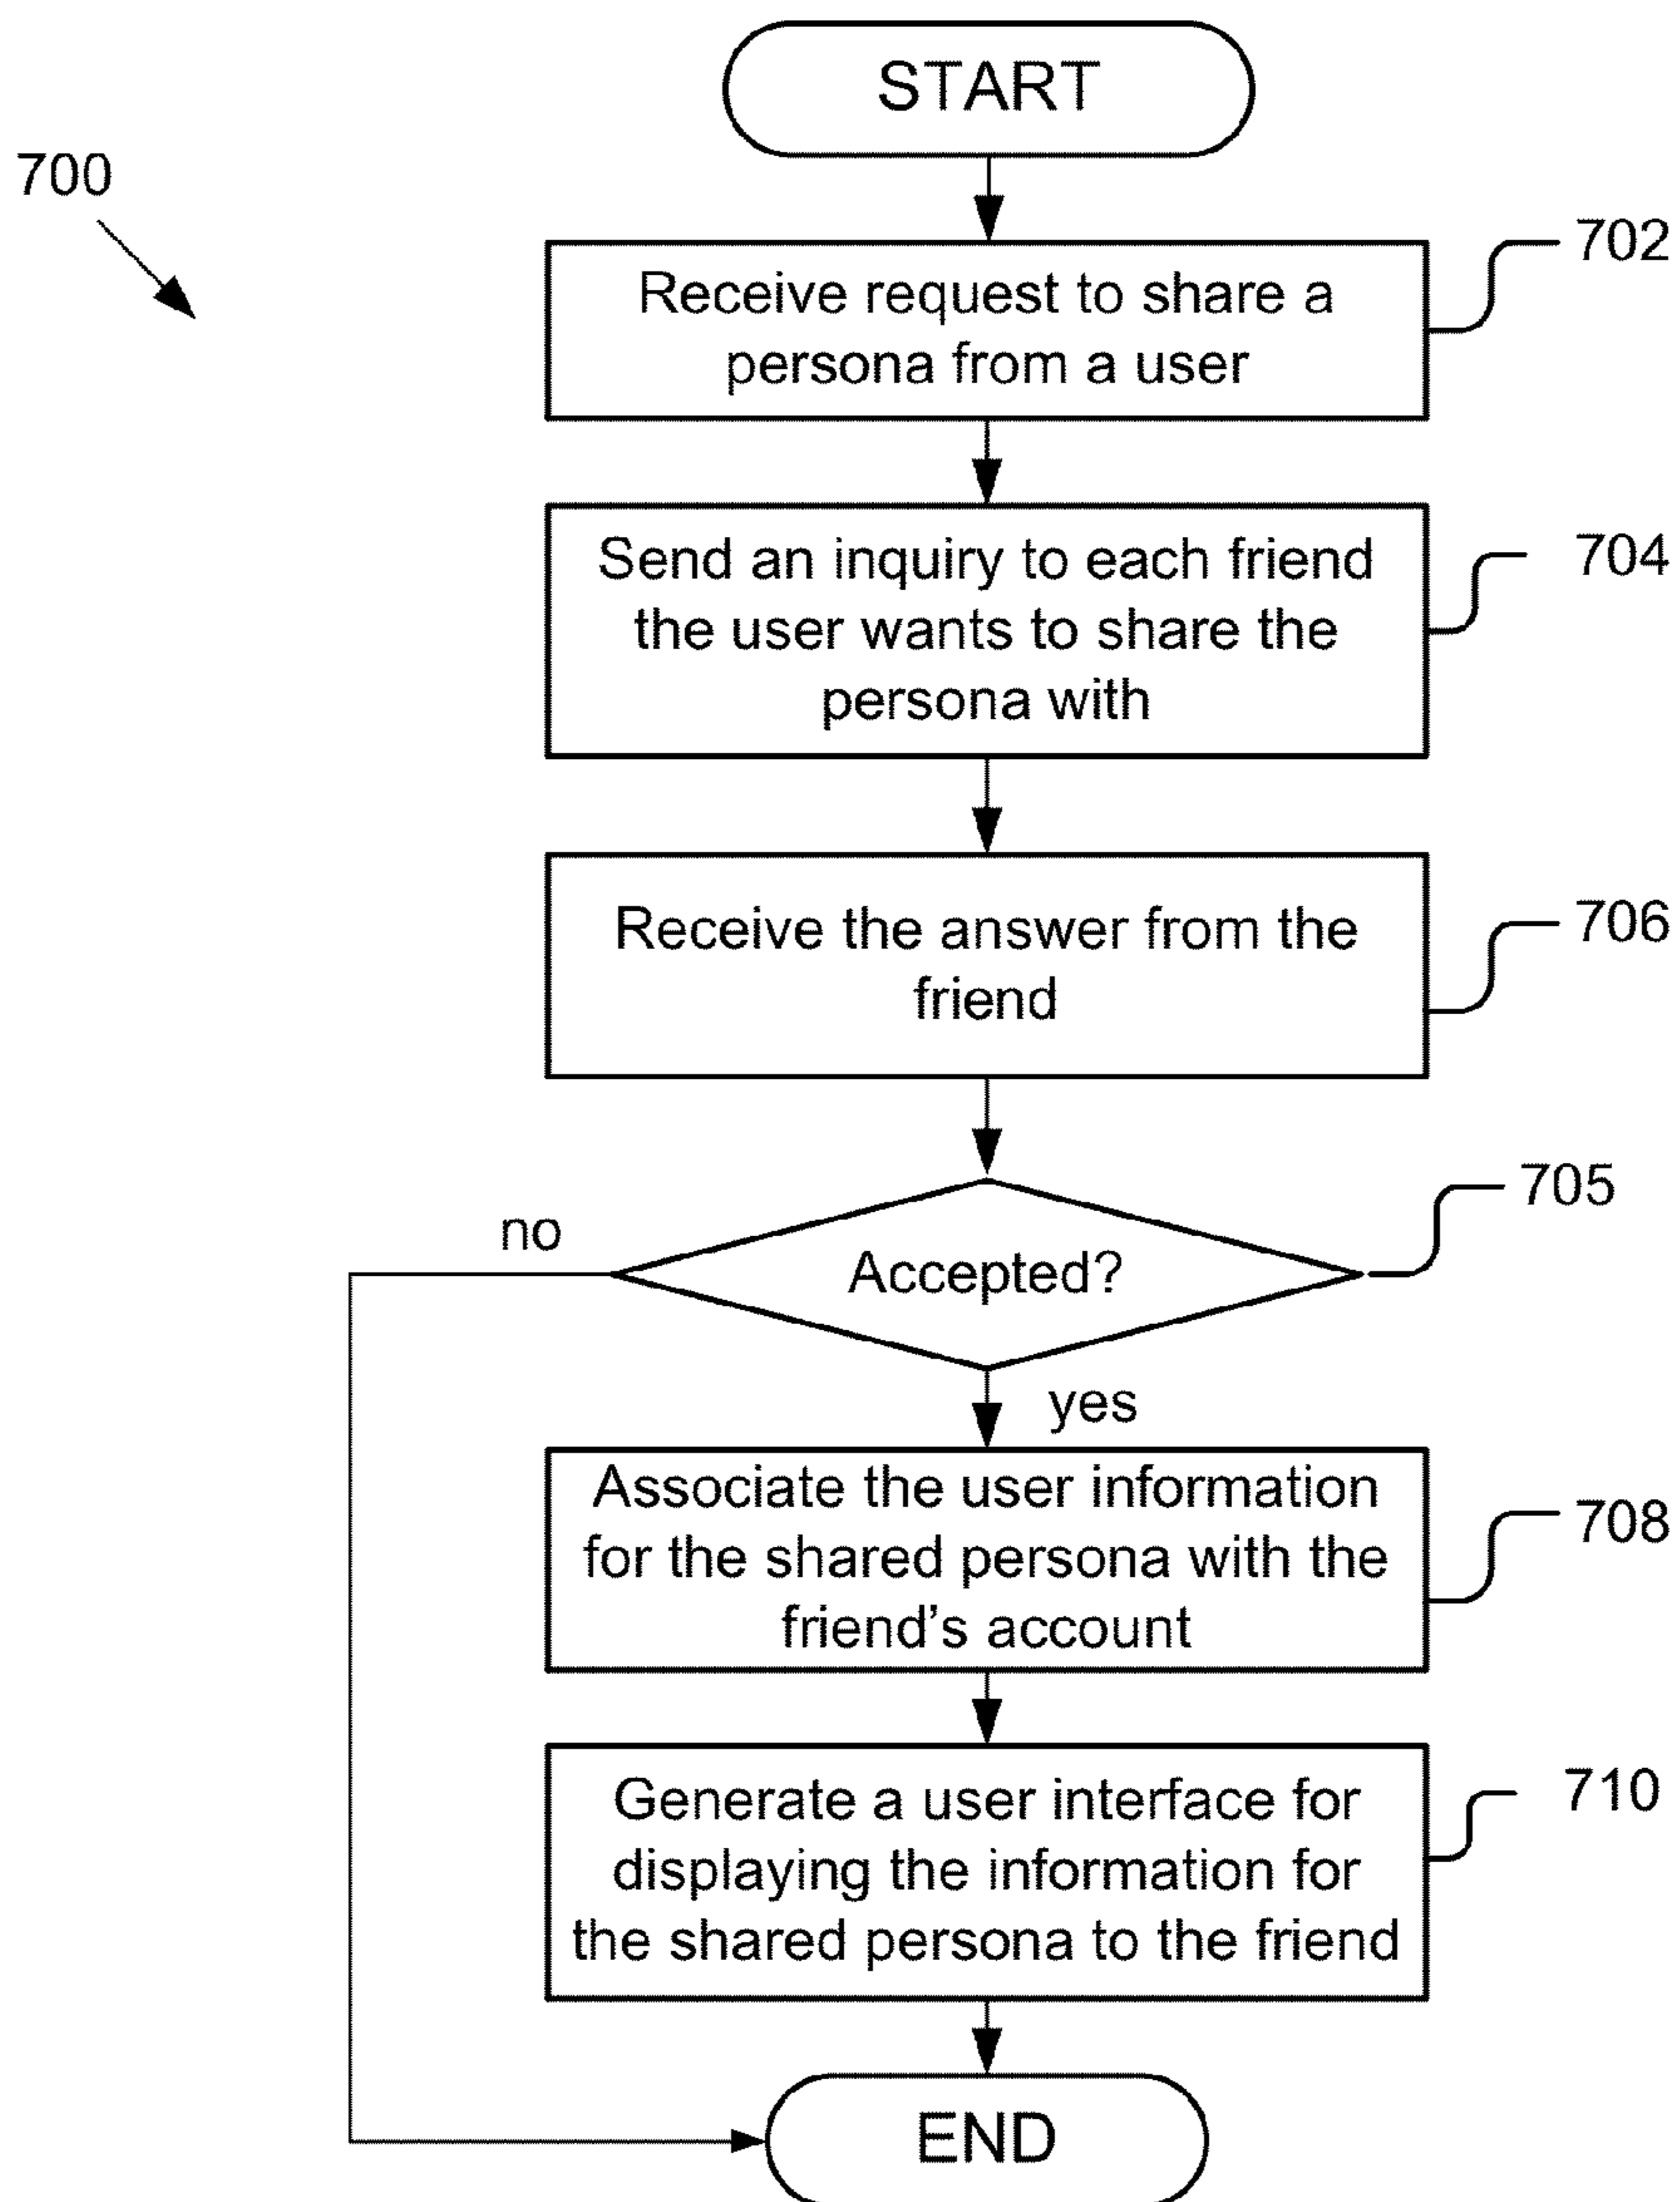 START
700
702
Receive request to share a
persona from a user
704
Send an inquiry to each friend
the user wants to share the
persona with
706
Receive the answer from the
friend
705
no
Accepted?
yes
Associate the user information
708
for the shared persona with the
friend's account
710
Generate a user interface for
displaying the information for
the shared persona to the friend
END